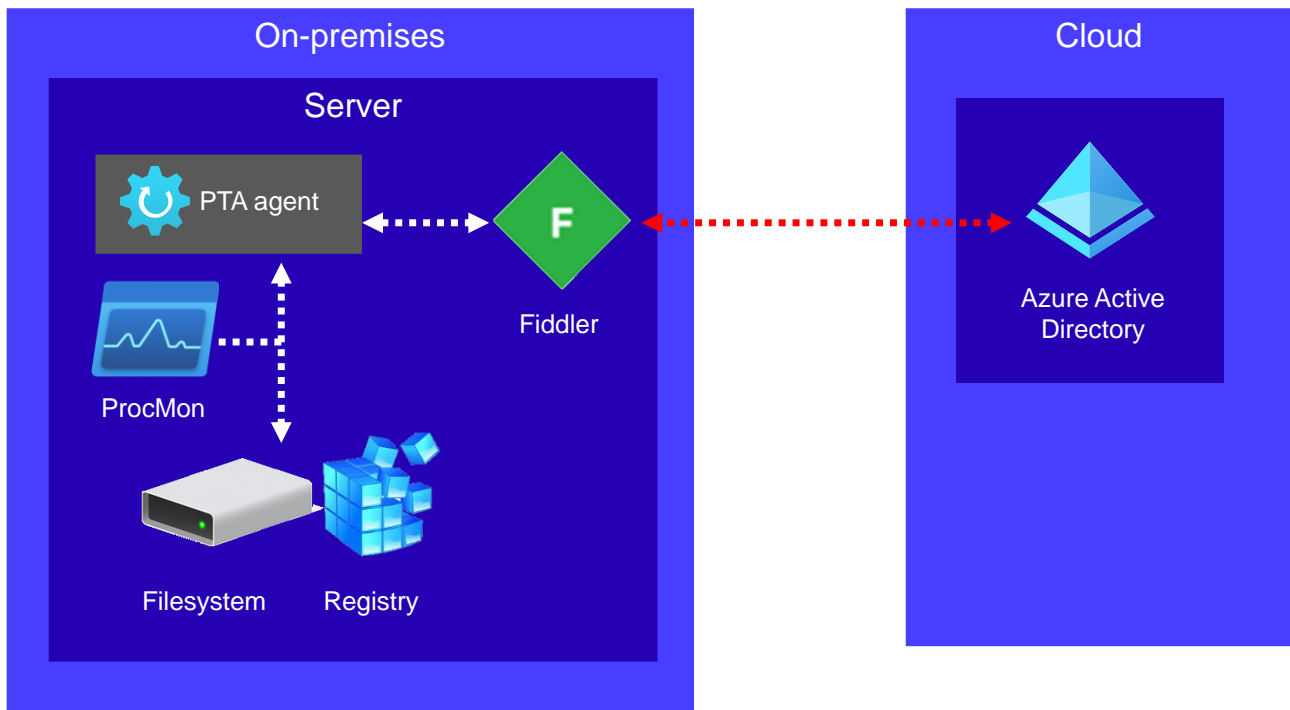 On-premises
Cloud
Server
PTA agent
F
Fiddler
Azure Active
Directory
ProcMon
Filesystem
Registry